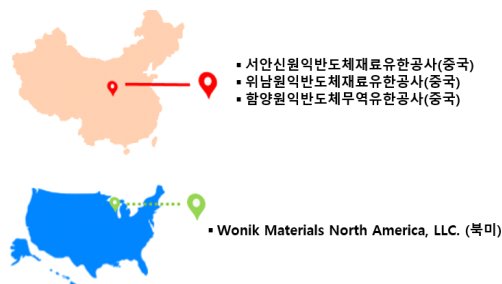 ▪ 서안신원익반도체재료유한공사(중국)
▪ 위남원익반도체재료유한공사(중국)
▪ 함양원익반도체무역유한공사(중국)
▪ Wonik Materials North America, LLC. (북미)